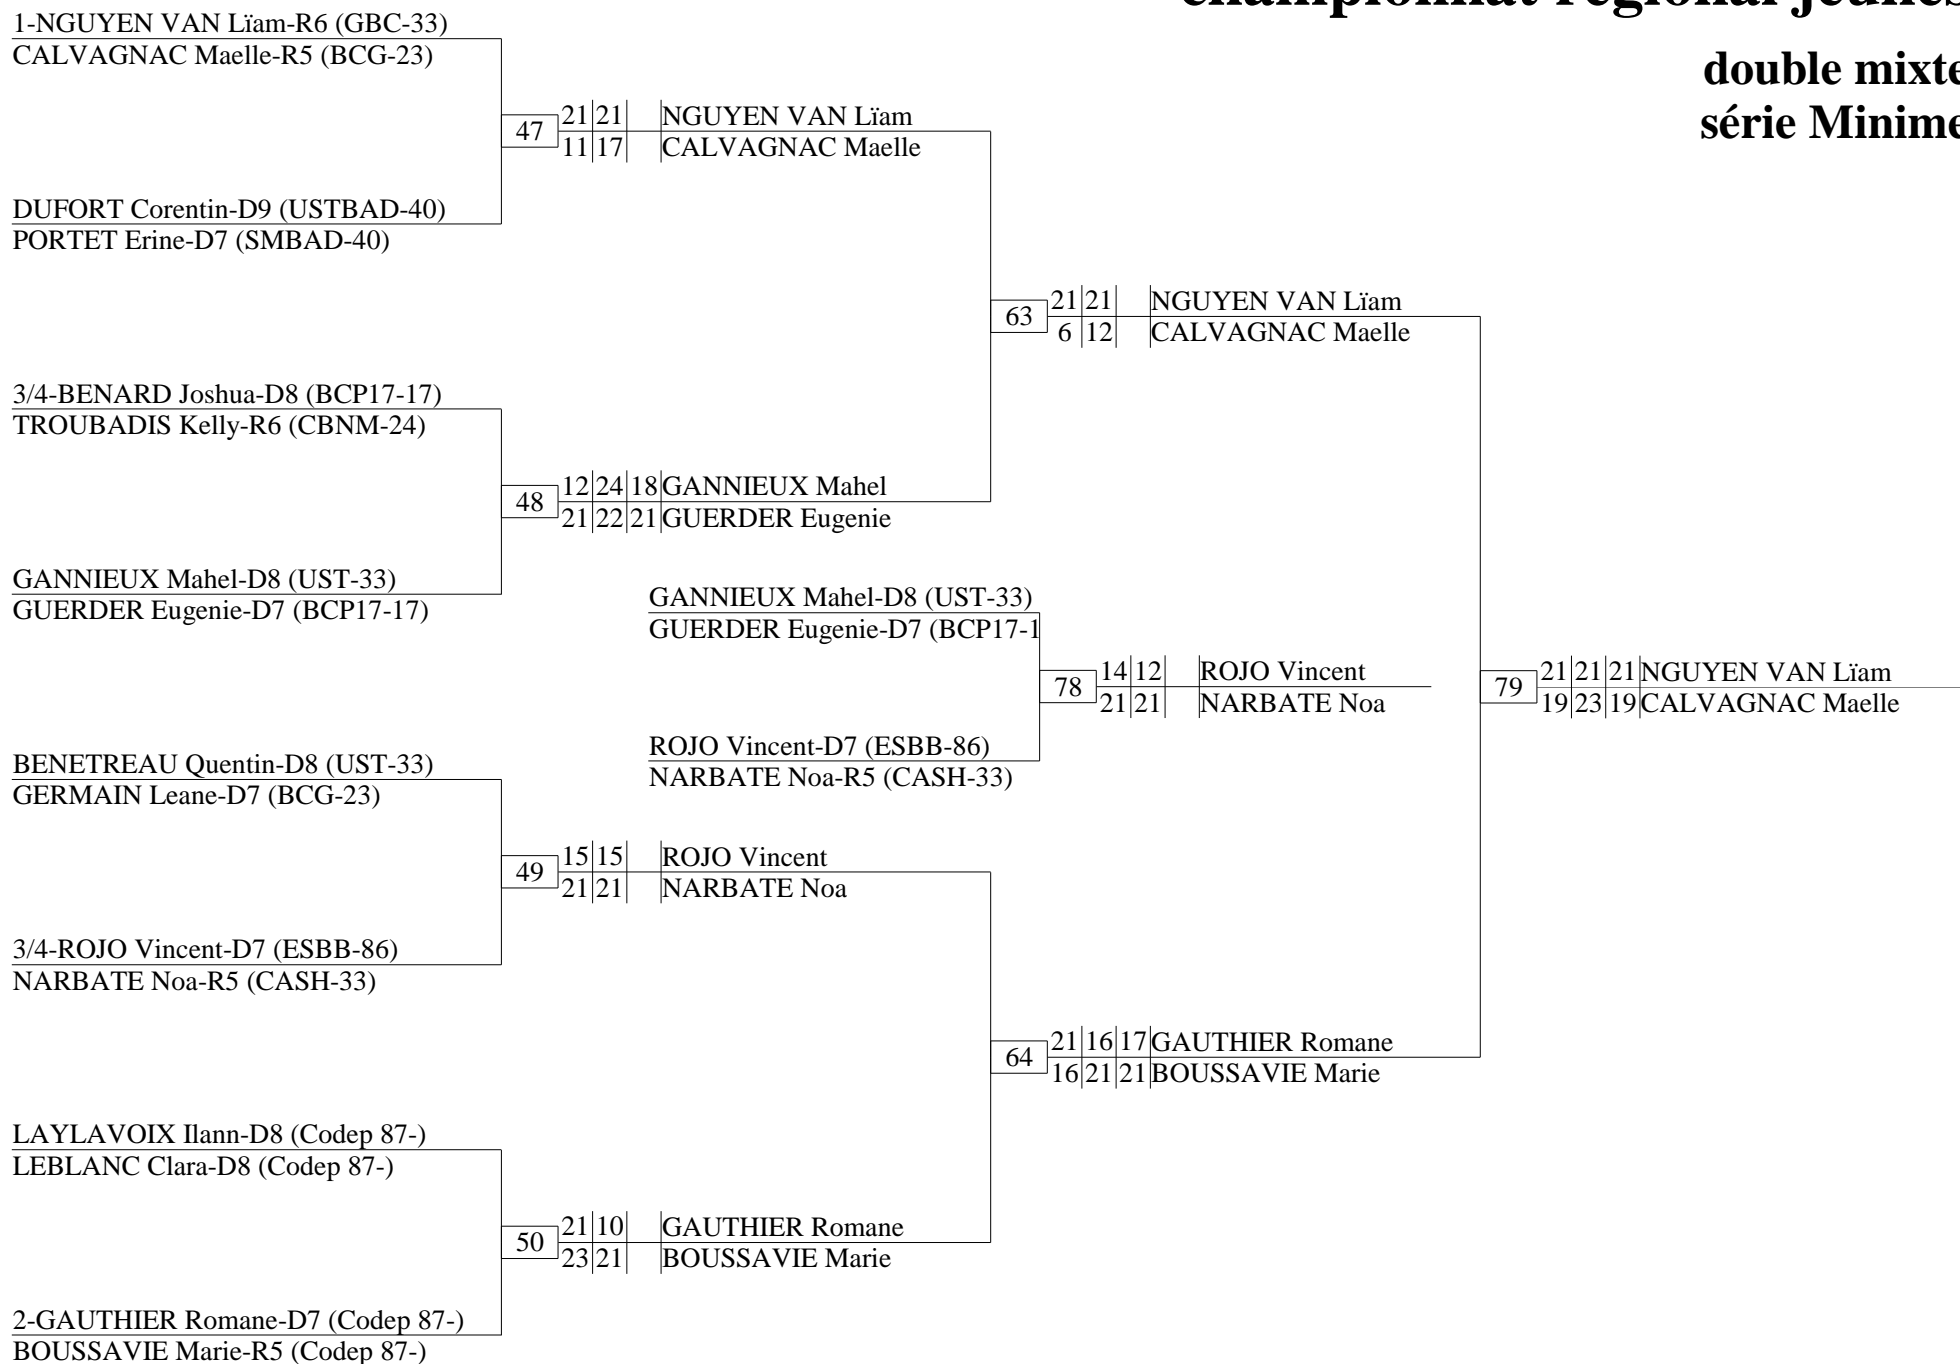 championnat régional jeunes
double mixte
série Minime
1-NGUYEN VAN Lïam-R6 (GBC-33)
CALVAGNAC Maelle-R5 (BCG-23)
47
21 21 NGUYEN VAN Lïam
11 17 CALVAGNAC Maelle
DUFORT Corentin-D9 (USTBAD-40)
PORTET Erine-D7 (SMBAD-40)
63
21 21 NGUYEN VAN Lïam
6 12 CALVAGNAC Maelle
3/4-BENARD Joshua-D8 (BCP17-17)
TROUBADIS Kelly-R6 (CBNM-24)
48
12 24 18 GANNIEUX Mahel
21 22 21 GUERDER Eugenie
GANNIEUX Mahel-D8 (UST-33)
GUERDER Eugenie-D7 (BCP17-17)
GANNIEUX Mahel-D8 (UST-33)
GUERDER Eugenie-D7 (BCP17-1
78
14 12 ROJO Vincent
21 21 NARBATE Noa
79
21 21 21 NGUYEN VAN Lïam
19 23 19 CALVAGNAC Maelle
ROJO Vincent-D7 (ESBB-86)
NARBATE Noa-R5 (CASH-33)
BENETREAU Quentin-D8 (UST-33)
GERMAIN Leane-D7 (BCG-23)
49
15 15 ROJO Vincent
21 21 NARBATE Noa
3/4-ROJO Vincent-D7 (ESBB-86)
NARBATE Noa-R5 (CASH-33)
64
21 16 17 GAUTHIER Romane
16 21 21 BOUSSAVIE Marie
LAYLAVOIX Ilann-D8 (Codep 87-)
LEBLANC Clara-D8 (Codep 87-)
50
21 10 GAUTHIER Romane
23 21 BOUSSAVIE Marie
2-GAUTHIER Romane-D7 (Codep 87-)
BOUSSAVIE Marie-R5 (Codep 87-)